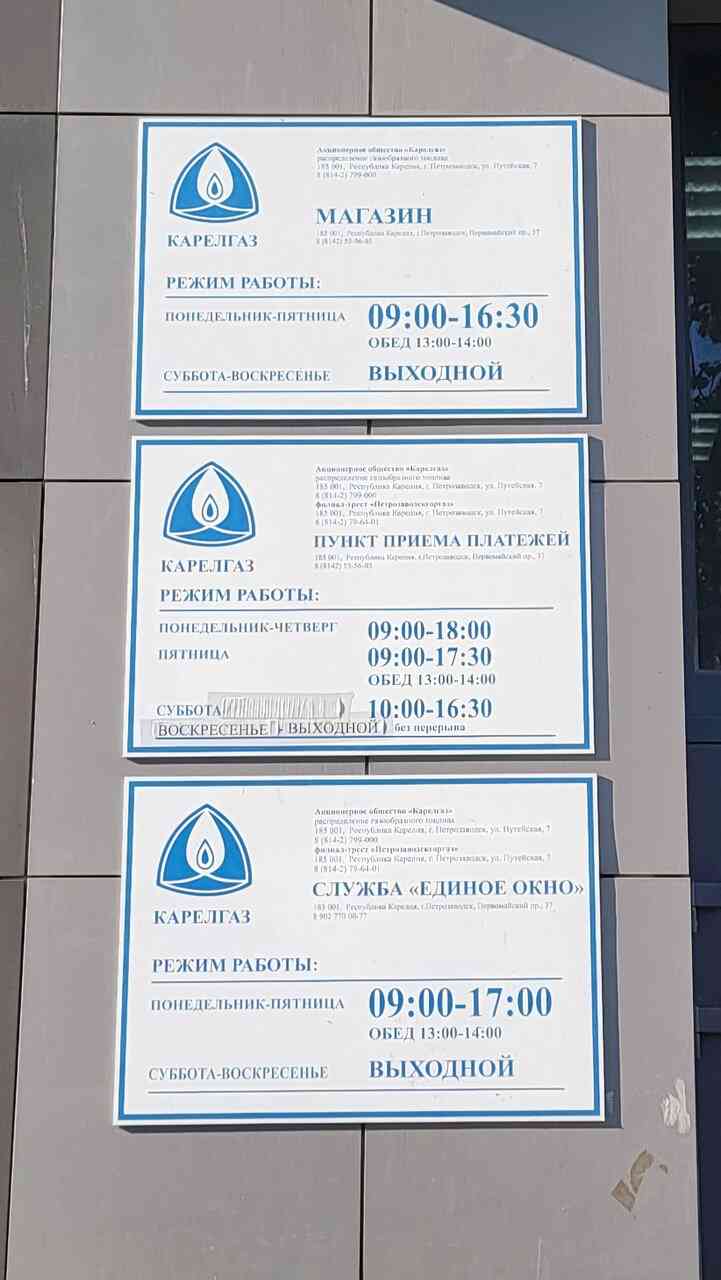 Акционерное общество «Карелгаз»
распределение газообразного топлива
185 001, Республика Карелия, г. Петрозаводск, ул. Путейская, 7
8 (814-2) 799-000
КАРЕЛГАЗ
МАГАЗИН
185 001, Республика Карелия, г.Петрозаводск, Первомайский пр., 37
8 (8142) 53-56-03
РЕЖИМ РАБОТЫ:
ПОНЕДЕЛЬНИК-ПЯТНИЦА 09:00-16:30
ОБЕД 13:00-14:00
СУББОТА-ВОСКРЕСЕНЬЕ ВЫХОДНОЙ
Акционерное общество «Карелгаз»
распределение газообразного топлива
185 001, Республика Карелия, г. Петрозаводск, ул. Путейская, 7
8 (814-2) 799-000
филиал-трест «Петрозаводскгоргаз»
185 001, Республика Карелия, г. Петрозаводск, ул. Путейская, 7
8 (814-2) 79-64-01
КАРЕЛГАЗ
ПУНКТ ПРИЕМА ПЛАТЕЖЕЙ
185 001, Республика Карелия, г.Петрозаводск, Первомайский пр., 37
8 (8142) 53-56-03
РЕЖИМ РАБОТЫ:
ПОНЕДЕЛЬНИК-ЧЕТВЕРГ 09:00-18:00
ПЯТНИЦА 09:00-17:30
ОБЕД 13:00-14:00
СУББОТА 10:00-16:30
ВОСКРЕСЕНЬЕ - ВЫХОДНОЙ без перерыва
Акционерное общество «Карелгаз»
распределение газообразного топлива
185 001, Республика Карелия, г. Петрозаводск, ул. Путейская, 7
8 (814-2) 799-000
филиал-трест «Петрозаводскгоргаз»
185 001, Республика Карелия, г. Петрозаводск, ул. Путейская, 7
8 (814-2) 79-64-01
КАРЕЛГАЗ
СЛУЖБА «ЕДИНОЕ ОКНО»
185 001, Республика Карелия, г.Петрозаводск, Первомайский пр., 37
8 902 770 00-77
РЕЖИМ РАБОТЫ:
ПОНЕДЕЛЬНИК-ПЯТНИЦА 09:00-17:00
ОБЕД 13:00-14:00
СУББОТА-ВОСКРЕСЕНЬЕ ВЫХОДНОЙ